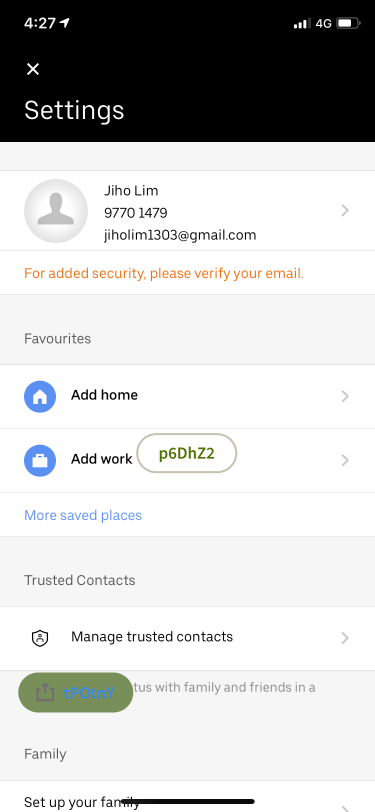 4:27
4G
Settings
Jiho Lim
9770 1479
jiholim1303@gmail.com
For added security, please verify your email.
Favourites
Add home
Add work
p6DhZ2
More saved places
Trusted Contacts
Manage trusted contacts
tPOtnY
tus with family and friends in a
Family
Set up your family